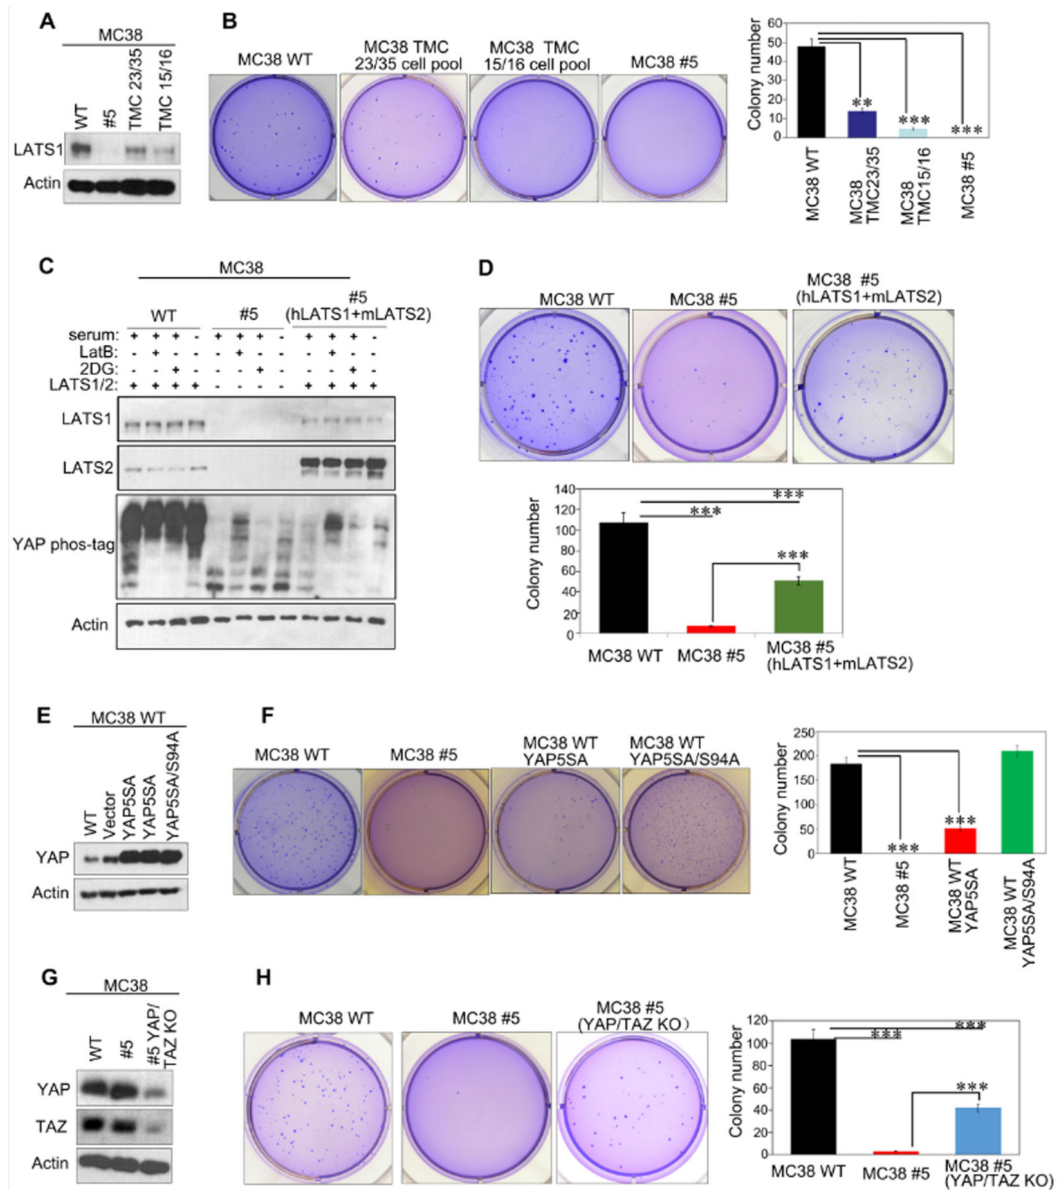 A
MC38
WT
#5
TMC 23/35
TMC 15/16
LATS1
Actin
B
MC38 WT
MC38 TMC
23/35 cell pool
MC38 TMC
15/16 cell pool
MC38 #5
Colony number
60
50
40
30
20
10
0
**
***
***
MC38 WT
MC38
TMC23/35
MC38
TMC15/16
MC38 #5
C
MC38
WT
#5
#5
(hLATS1+mLATS2)
serum: + + + - + + + - + + + -
LatB: + + +
2DG: + + +
LATS1/2: + + + + - - - - + + + +
LATS1
LATS2
YAP phos-tag
Actin
D
MC38 WT
MC38 #5
MC38 #5
(hLATS1+mLATS2)
Colony number
140
120
100
80
60
40
20
0
***
***
***
MC38 WT
MC38 #5
MC38 #5
(hLATS1+mLATS2)
E
MC38 WT
WT
Vector
YAP5SA
YAP5SA
YAP5SA/S94A
YAP
Actin
F
MC38 WT
MC38 #5
MC38 WT
YAP5SA
MC38 WT
YAP5SA/S94A
Colony number
250
200
150
100
50
0
***
***
MC38 WT
MC38 #5
MC38 WT
YAP5SA
MC38 WT
YAP5SA/S94A
G
MC38
WT
#5
#5 YAP/
TAZ KO
YAP
TAZ
Actin
H
MC38 WT
MC38 #5
MC38 #5
(YAP/TAZ KO)
Colony number
120
100
80
60
40
20
0
***
***
***
MC38 WT
MC38 #5
MC38 #5
(YAP/TAZ KO)